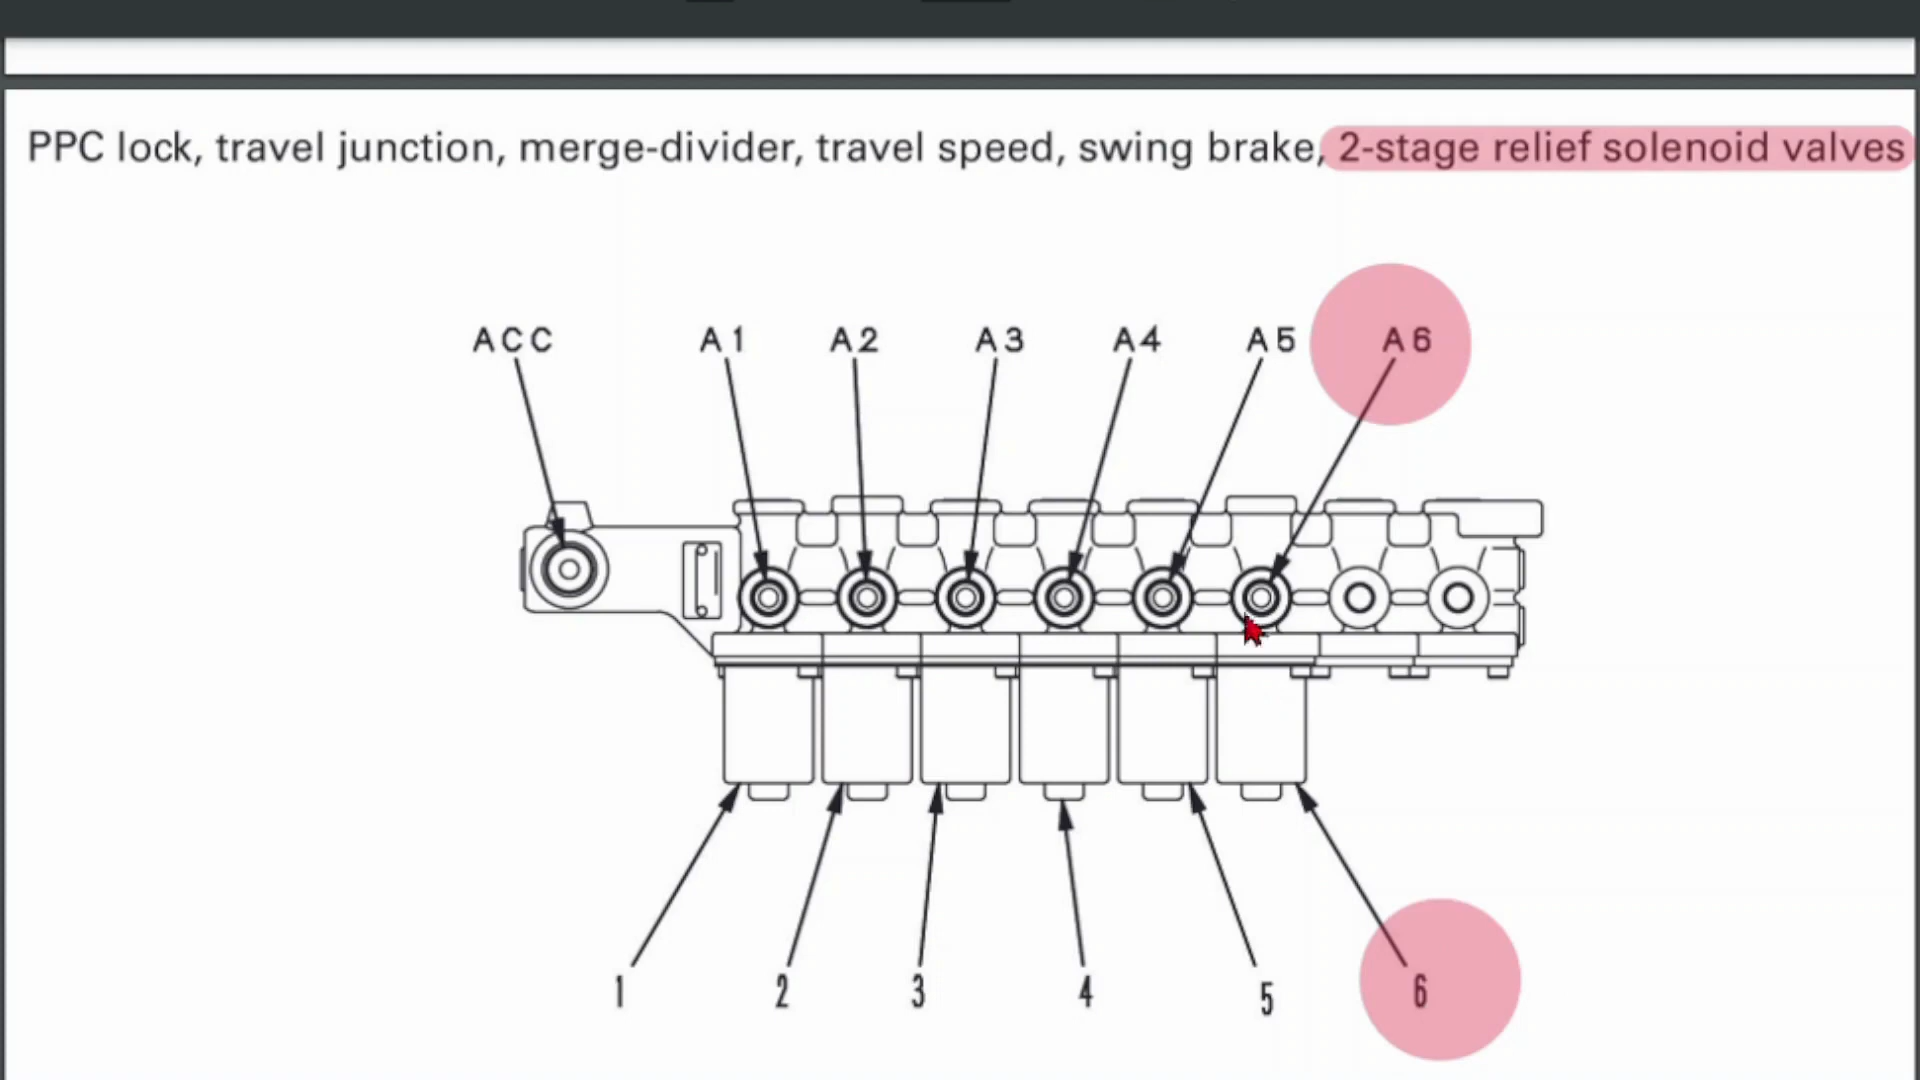 PPC lock, travel junction, merge-divider, travel speed, swing brake, 2-stage relief solenoid valves
ACC A1 A2 A3 A4 A5 A6
1 2 3 4 5 6